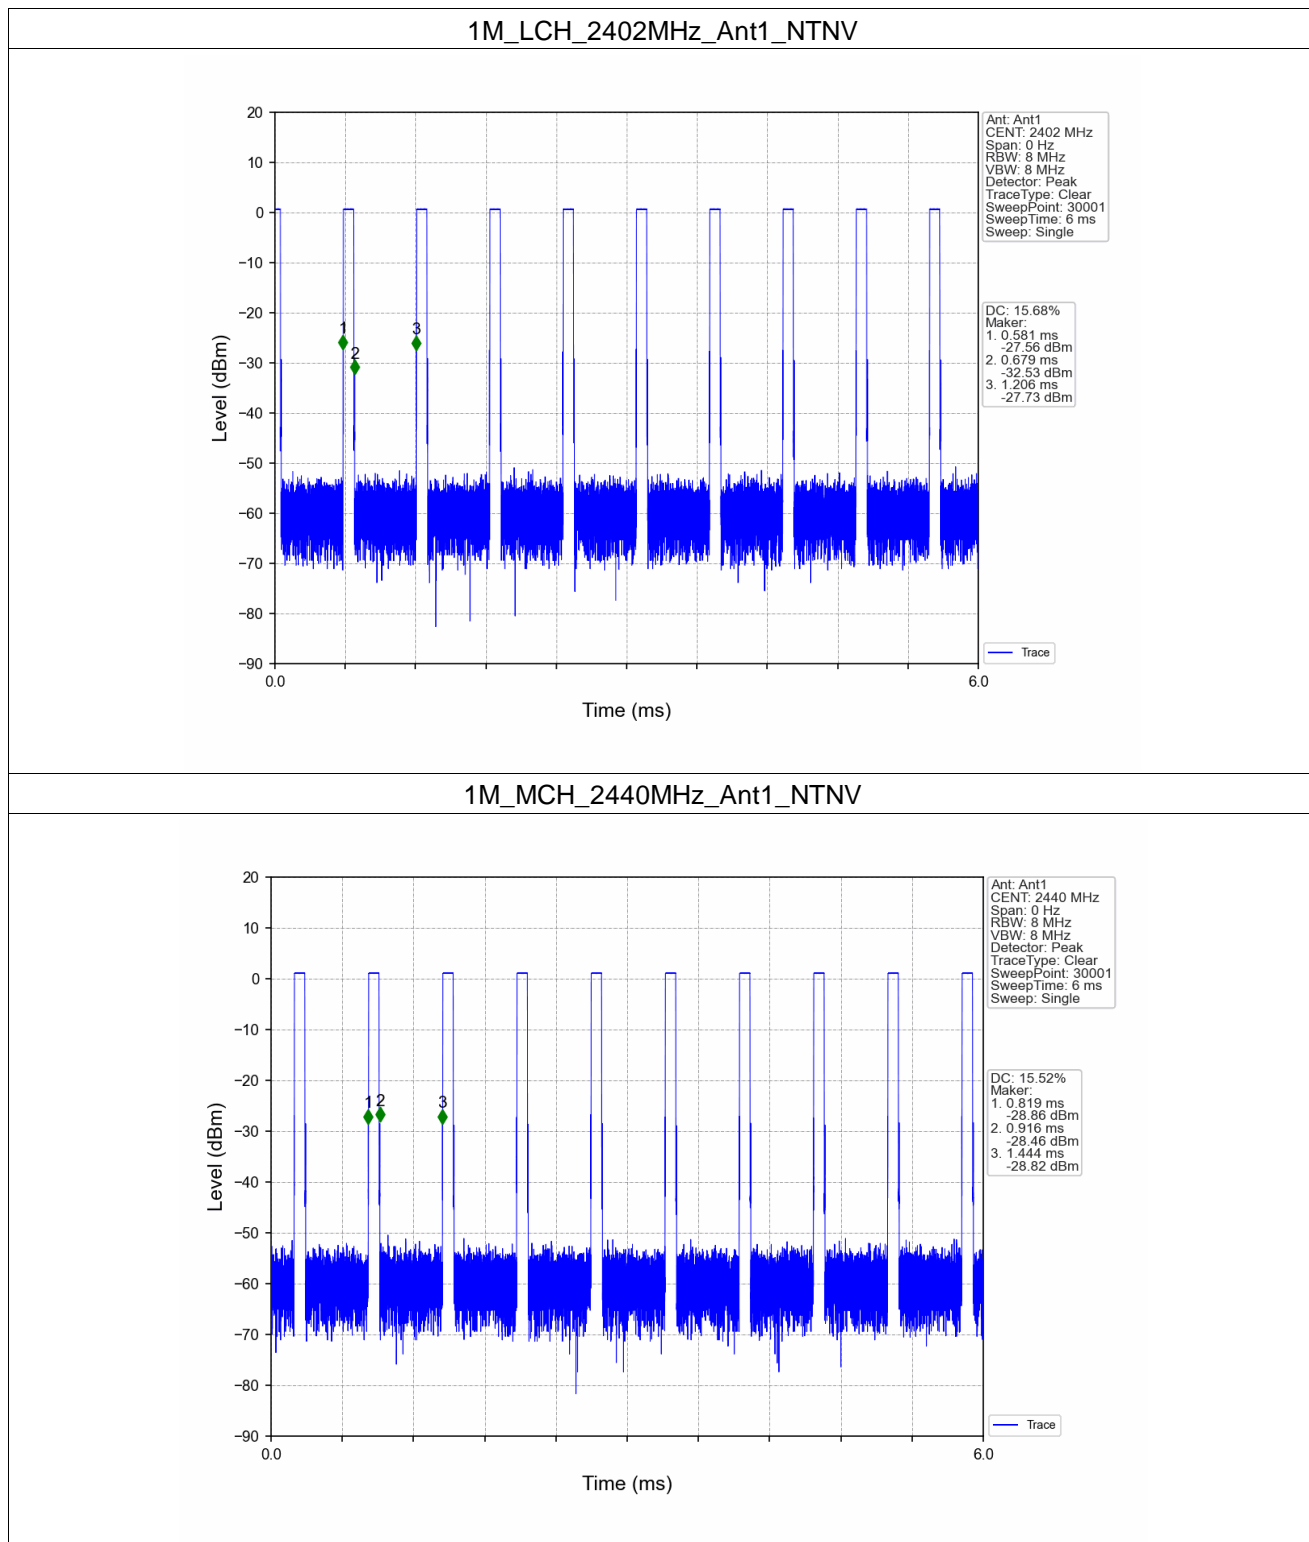 1M_LCH_2402MHz_Ant1_NTNV
20
10
0
−10
−20
−30
−40
−50
−60
−70
−80
−90
Level (dBm)
0.0
6.0
Time (ms)
1
2
3
Ant: Ant1
CENT: 2402 MHz
Span: 0 Hz
RBW: 8 MHz
VBW: 8 MHz
Detector: Peak
TraceType: Clear
SweepPoint: 30001
SweepTime: 6 ms
Sweep: Single
DC: 15.68%
Maker:
1. 0.581 ms
-27.56 dBm
2. 0.679 ms
-32.53 dBm
3. 1.206 ms
-27.73 dBm
Trace
1M_MCH_2440MHz_Ant1_NTNV
20
10
0
−10
−20
−30
−40
−50
−60
−70
−80
−90
Level (dBm)
0.0
6.0
Time (ms)
1
2
3
Ant: Ant1
CENT: 2440 MHz
Span: 0 Hz
RBW: 8 MHz
VBW: 8 MHz
Detector: Peak
TraceType: Clear
SweepPoint: 30001
SweepTime: 6 ms
Sweep: Single
DC: 15.52%
Maker:
1. 0.819 ms
-28.86 dBm
2. 0.916 ms
-28.46 dBm
3. 1.444 ms
-28.82 dBm
Trace